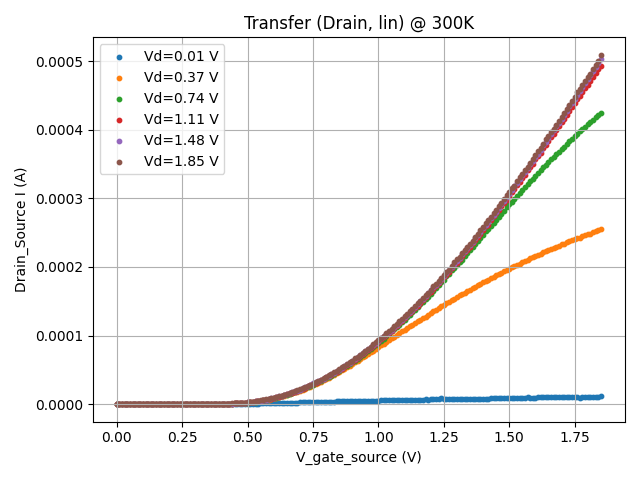 Transfer (Drain, lin) @ 300K
Vd=0.01 V
Vd=0.37 V
Vd=0.74 V
Vd=1.11 V
Vd=1.48 V
Vd=1.85 V
Drain_Source I (A)
0.0005
0.0004
0.0003
0.0002
0.0001
0.0000
0.00 0.25 0.50 0.75 1.00 1.25 1.50 1.75
V_gate_source (V)